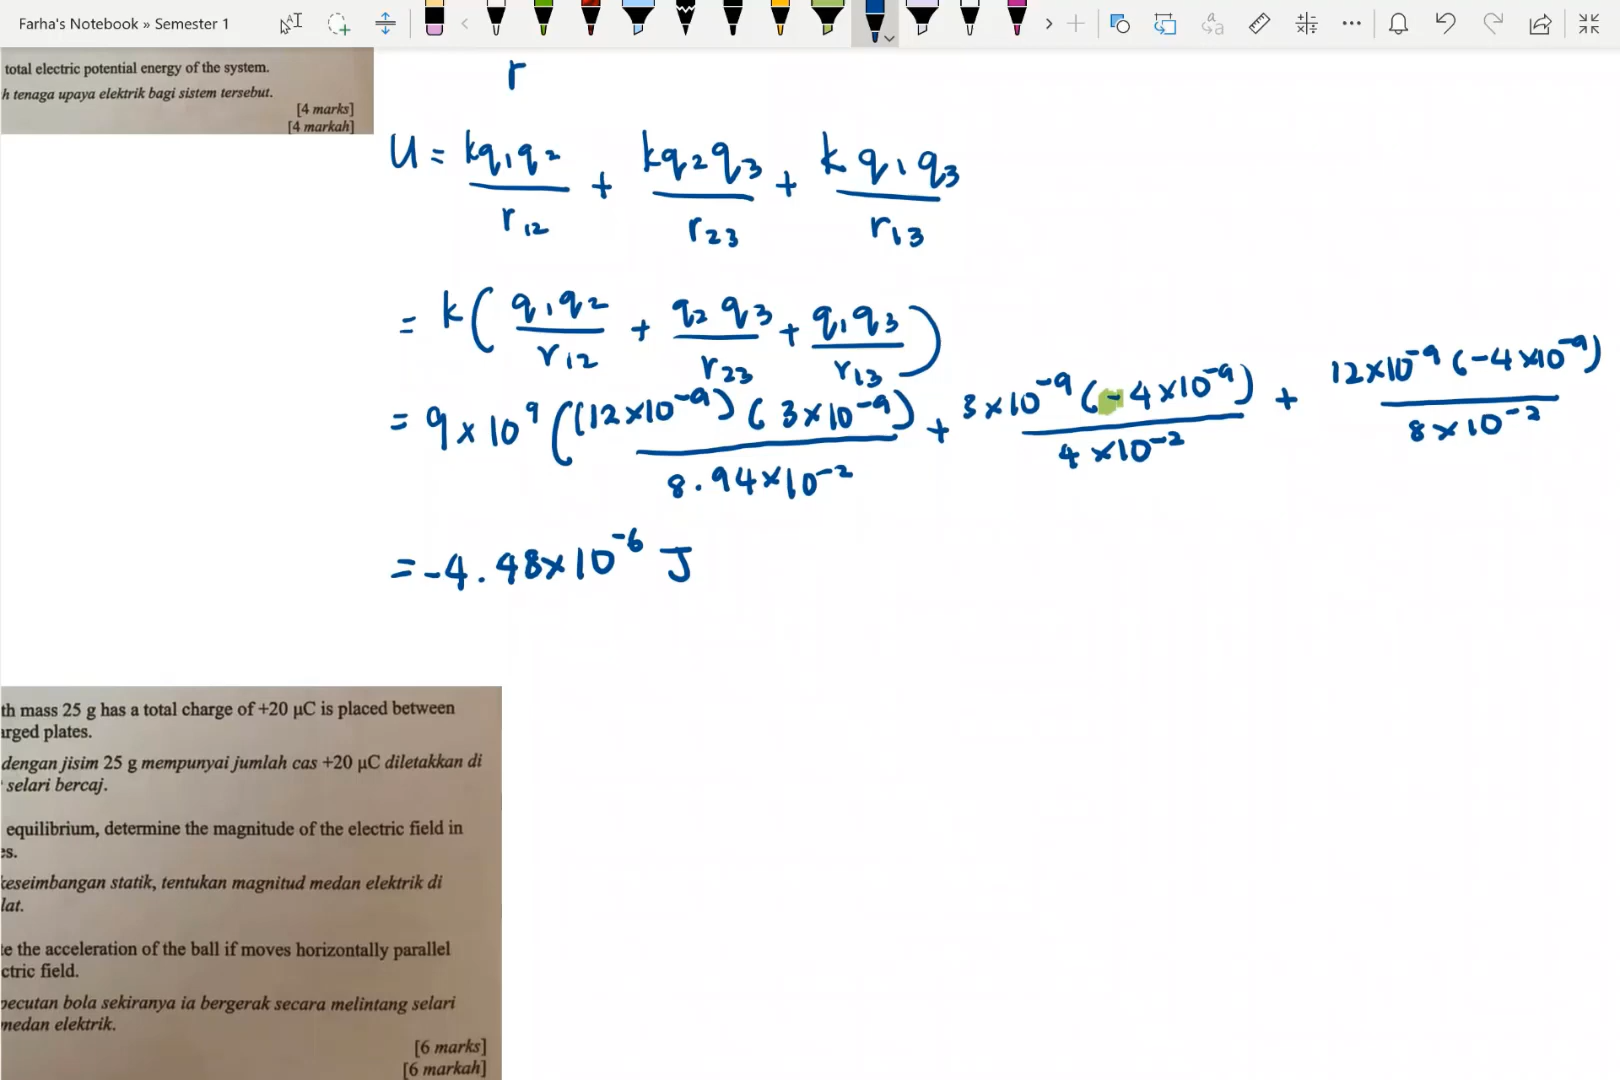 Farha's Notebook » Semester 1
total electric potential energy of the system.
h tenaga upaya elektrik bagi sistem tersebut.
[4 marks]
[4 markah]
r
U = kq₁q₂/r₁₂ + kq₂q₃/r₂₃ + kq₁q₃/r₁₃
= k(q₁q₂/r₁₂ + q₂q₃/r₂₃ + q₁q₃/r₁₃)
= 9×10⁹((12×10⁻⁹)(3×10⁻⁹)/8.94×10⁻² + 3×10⁻⁹(-4×10⁻⁹)/4×10⁻² + 12×10⁻⁹(-4×10⁻⁹)/8×10⁻²
= -4.48×10⁻⁶ J
th mass 25 g has a total charge of +20 μC is placed between
arged plates.
dengan jisim 25 g mempunyai jumlah cas +20 μC diletakkan di
selari bercaj.
equilibrium, determine the magnitude of the electric field in
es.
keseimbangan statik, tentukan magnitud medan elektrik di
lat.
te the acceleration of the ball if moves horizontally parallel
ctric field.
pecutan bola sekiranya ia bergerak secara melintang selari
medan elektrik.
[6 marks]
[6 markah]